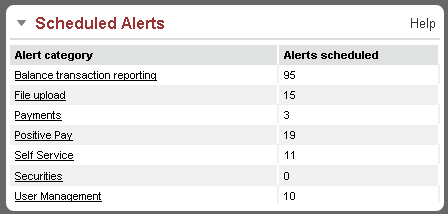 Scheduled Alerts Help
Alert category Alerts scheduled
Balance transaction reporting 95
File upload 15
Payments 3
Positive Pay 19
Self Service 11
Securities 0
User Management 10